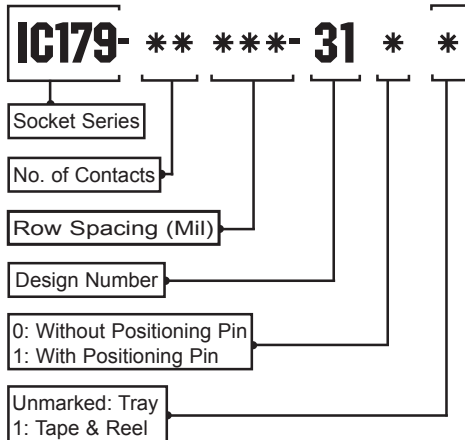 IC179- ** *** - 31 * *
Socket Series
No. of Contacts
Row Spacing (Mil)
Design Number
0: Without Positioning Pin
1: With Positioning Pin
Unmarked: Tray
1: Tape & Reel